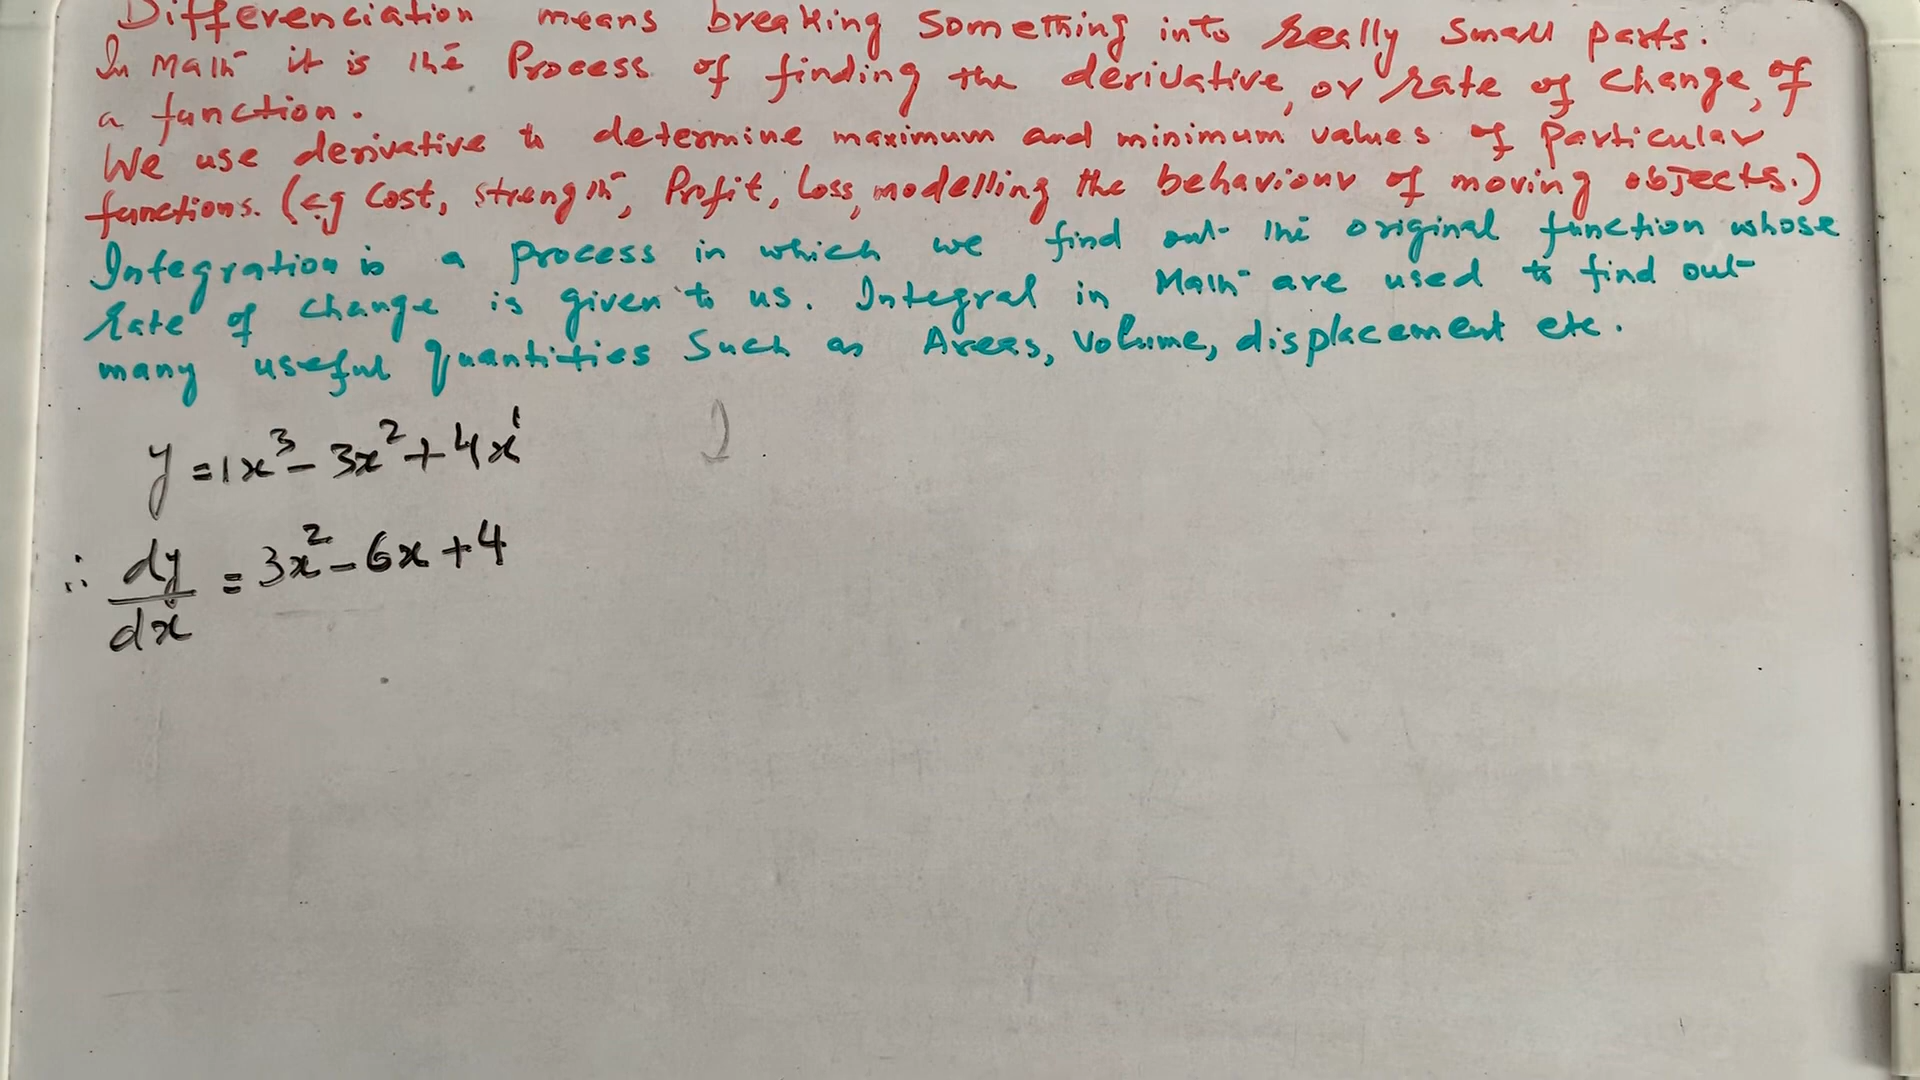 Differenciation means breaking something into really small parts.
In Math it is the Process of finding the derivative, or rate of change, of
a function.
We use derivative to determine maximum and minimum values of Particular
functions. (eg Cost, strength, Profit, Loss, modelling the behaviour of moving objects.)
Integration is a process in which we find out the original function whose
rate of change is given to us. Integral in Math are used to find out
many useful quantities such as Areas, Volume, displacement etc.
y = 1x³ - 3x² + 4x¹
∴ dy/dx = 3x² - 6x + 4